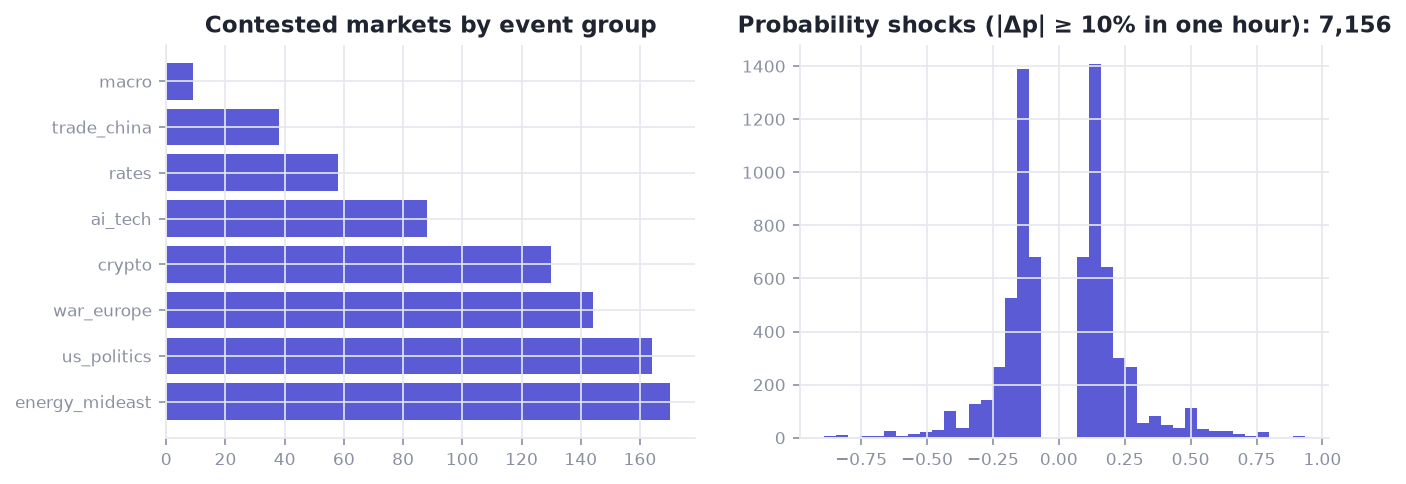 Contested markets by event group
macro
trade_china
rates
ai_tech
crypto
war_europe
us_politics
energy_mideast
0 20 40 60 80 100 120 140 160
Probability shocks (|Δp| ≥ 10% in one hour): 7,156
1400
1200
1000
800
600
400
200
0
−0.75 −0.50 −0.25 0.00 0.25 0.50 0.75 1.00